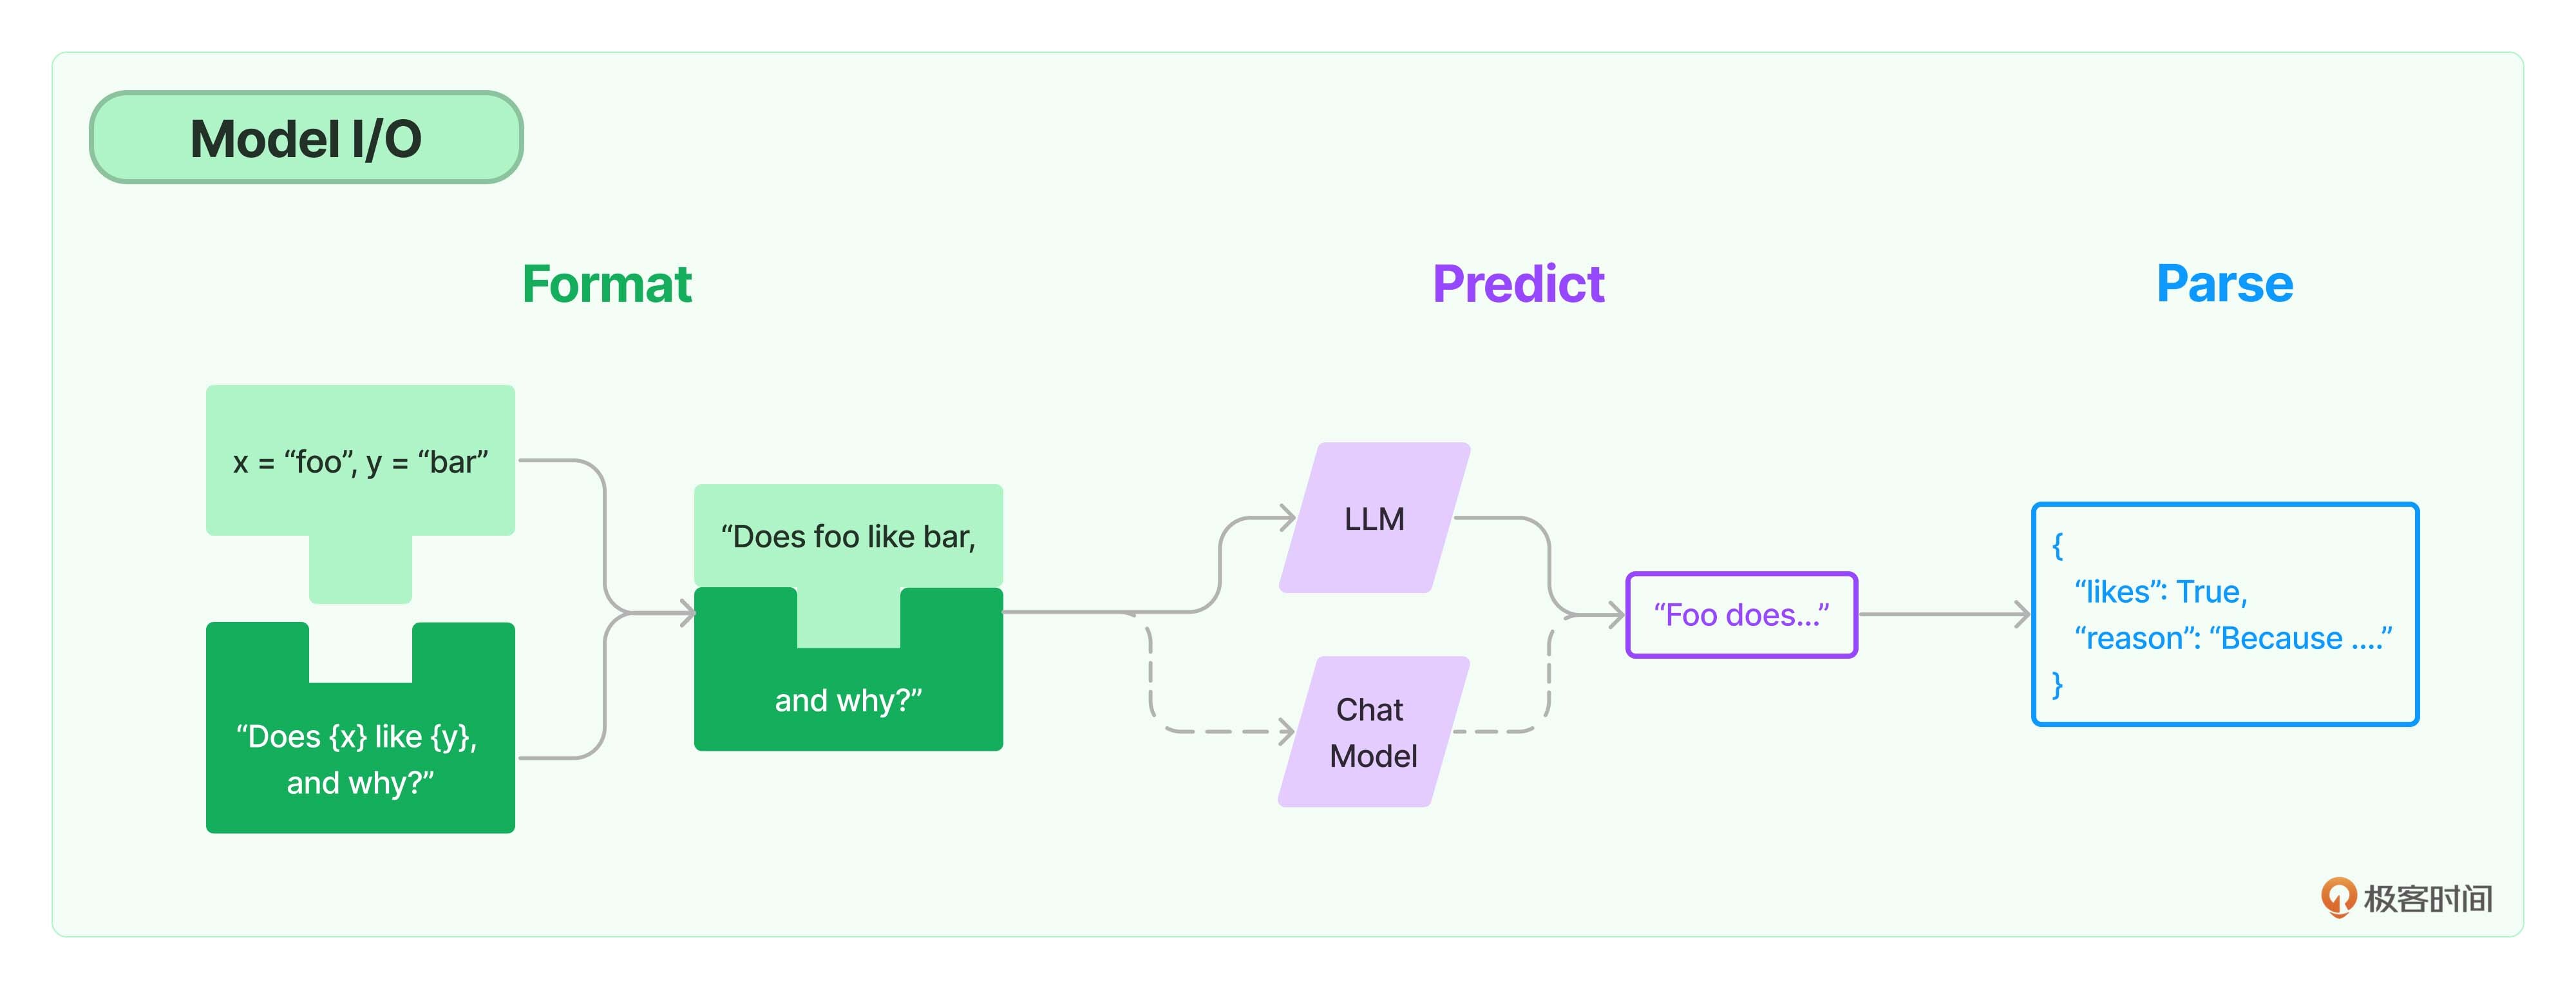 Model I/O
Format
Predict
Parse
x = “foo”, y = “bar”
“Does {x} like {y},
and why?”
“Does foo like bar,
and why?”
LLM
Chat
Model
“Foo does...”
{
“likes”: True,
“reason”: “Because ....”
}
极客时间